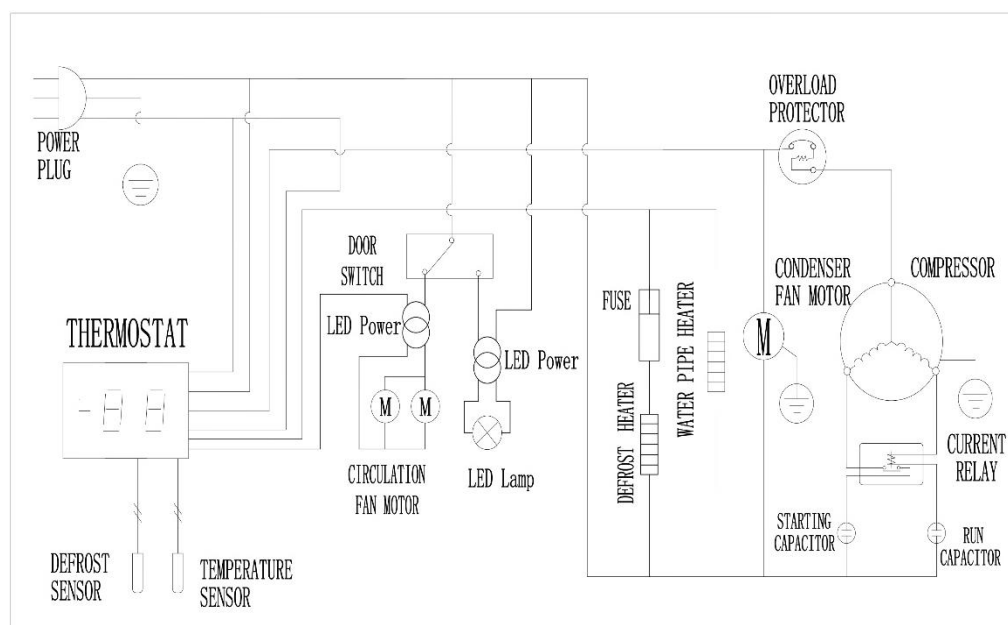 OVERLOAD
PROTECTOR
POWER
PLUG
DOOR
SWITCH
CONDENSER
FAN MOTOR
COMPRESSOR
FUSE
LED Power
WATER PIPE HEATER
THERMOSTAT
M
LED Power
-88
M
M
DEFROST HEATER
CIRCULATION
FAN MOTOR
LED Lamp
CURRENT
RELAY
STARTING
CAPACITOR
RUN
CAPACITOR
DEFROST
SENSOR
TEMPERATURE
SENSOR